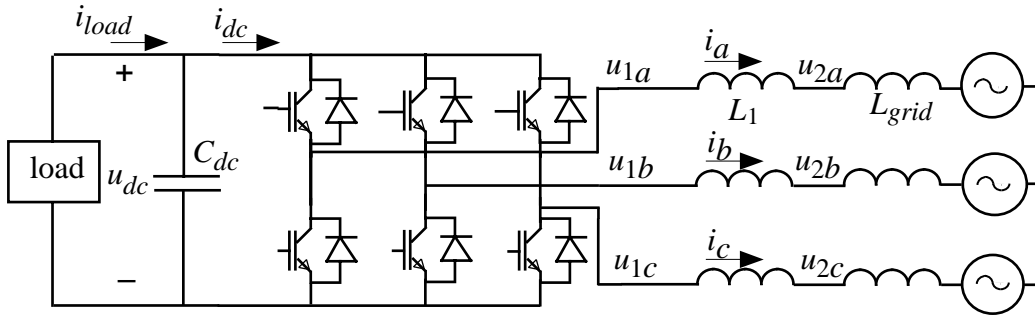 i_load
i_dc
i_a
u_1a
u_2a
L_1
L_grid
+
load
u_dc
C_dc
i_b
u_1b
u_2b
−
i_c
u_1c
u_2c